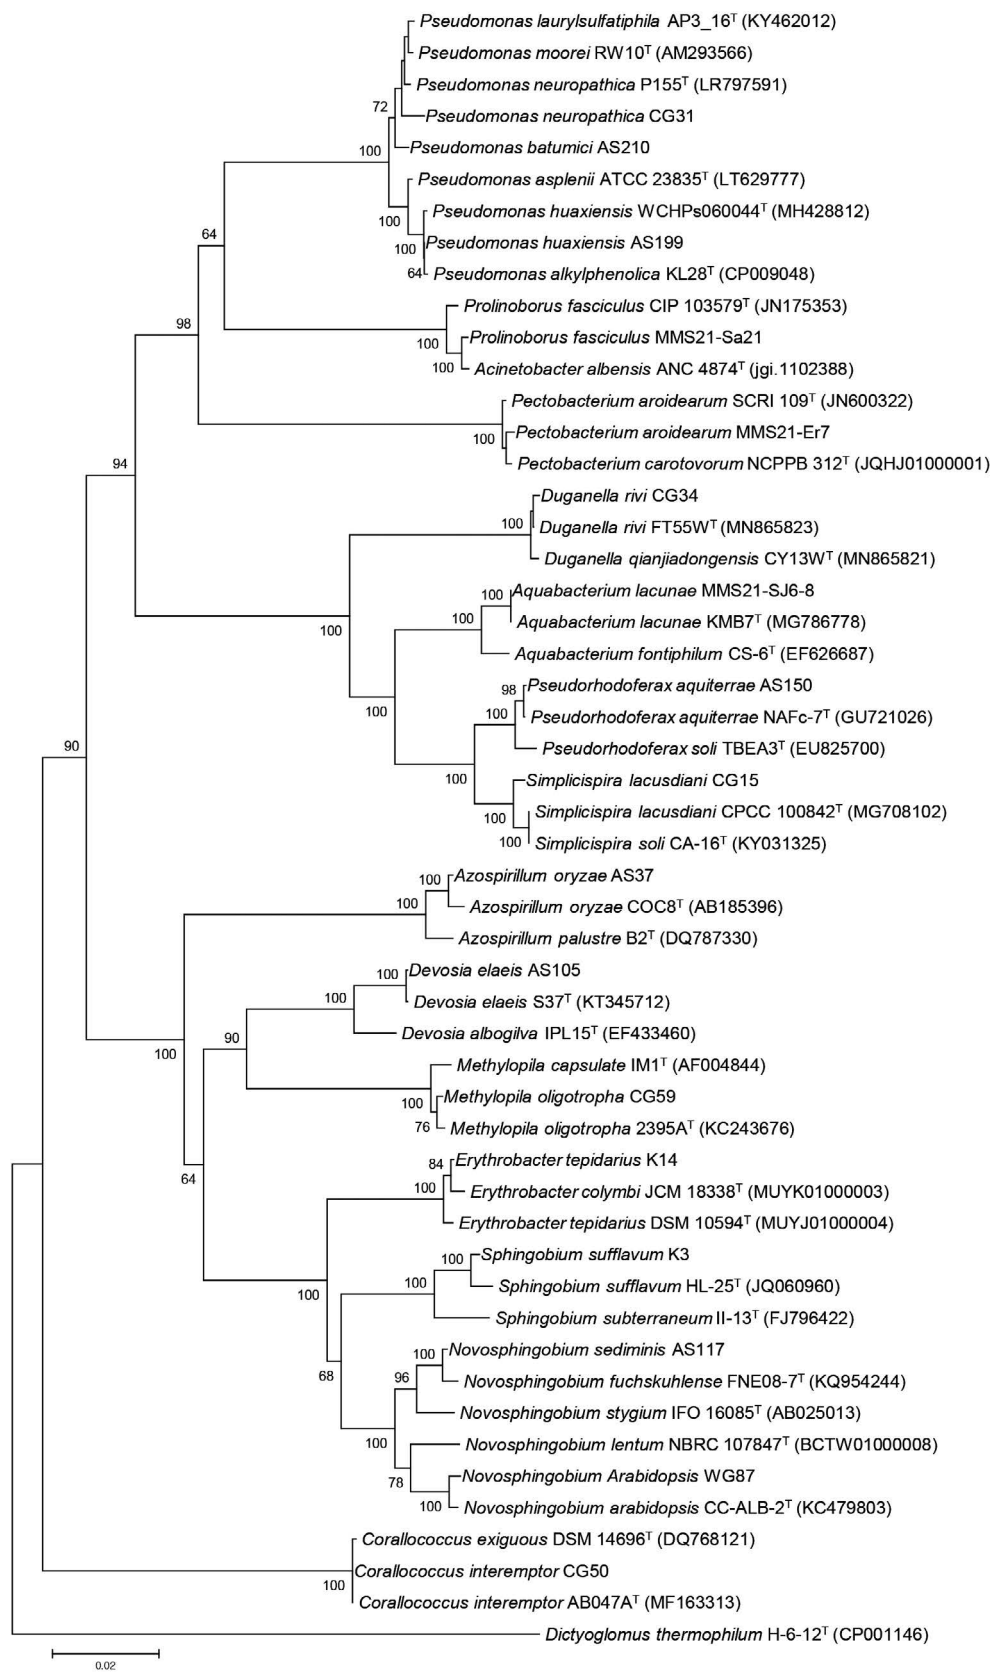 Pseudomonas laurylsulfatiphila AP3_16ᵀ (KY462012)
Pseudomonas moorei RW10ᵀ (AM293566)
Pseudomonas neuropathica P155ᵀ (LR797591)
72
Pseudomonas neuropathica CG31
100
Pseudomonas batumici AS210
Pseudomonas asplenii ATCC 23835ᵀ (LT629777)
100
Pseudomonas huaxiensis WCHPs060044ᵀ (MH428812)
64
100
Pseudomonas huaxiensis AS199
64
Pseudomonas alkylphenolica KL28ᵀ (CP009048)
Prolinoborus fasciculus CIP 103579ᵀ (JN175353)
98
100
Prolinoborus fasciculus MMS21-Sa21
100
Acinetobacter albensis ANC 4874ᵀ (jgi.1102388)
Pectobacterium aroidearum SCRI 109ᵀ (JN600322)
100
Pectobacterium aroidearum MMS21-Er7
94
Pectobacterium carotovorum NCPPB 312ᵀ (JQHJ01000001)
Duganella rivi CG34
100
Duganella rivi FT55Wᵀ (MN865823)
Duganella qianjiadongensis CY13Wᵀ (MN865821)
100
Aquabacterium lacunae MMS21-SJ6-8
100
100
Aquabacterium lacunae KMB7ᵀ (MG786778)
Aquabacterium fontiphilum CS-6ᵀ (EF626687)
98
Pseudorhodoferax aquiterrae AS150
100
100
Pseudorhodoferax aquiterrae NAFc-7ᵀ (GU721026)
90
Pseudorhodoferax soli TBEA3ᵀ (EU825700)
100
Simplicispira lacusdiani CG15
100
Simplicispira lacusdiani CPCC 100842ᵀ (MG708102)
100
Simplicispira soli CA-16ᵀ (KY031325)
100
Azospirillum oryzae AS37
100
Azospirillum oryzae COC8ᵀ (AB185396)
Azospirillum palustre B2ᵀ (DQ787330)
100
Devosia elaeis AS105
100
Devosia elaeis S37ᵀ (KT345712)
90
Devosia albogilva IPL15ᵀ (EF433460)
100
Methylopila capsulate IM1ᵀ (AF004844)
100
Methylopila oligotropha CG59
76
Methylopila oligotropha 2395Aᵀ (KC243676)
84
Erythrobacter tepidarius K14
64
100
Erythrobacter colymbi JCM 18338ᵀ (MUYK01000003)
Erythrobacter tepidarius DSM 10594ᵀ (MUYJ01000004)
100
Sphingobium sufflavum K3
100
100
Sphingobium sufflavum HL-25ᵀ (JQ060960)
Sphingobium subterraneum II-13ᵀ (FJ796422)
100
Novosphingobium sediminis AS117
68
96
Novosphingobium fuchskuhlense FNE08-7ᵀ (KQ954244)
Novosphingobium stygium IFO 16085ᵀ (AB025013)
100
Novosphingobium lentum NBRC 107847ᵀ (BCTW01000008)
78
Novosphingobium Arabidopsis WG87
100
Novosphingobium arabidopsis CC-ALB-2ᵀ (KC479803)
Corallococcus exiguous DSM 14696ᵀ (DQ768121)
Corallococcus interemptor CG50
100
Corallococcus interemptor AB047Aᵀ (MF163313)
Dictyoglomus thermophilum H-6-12ᵀ (CP001146)
0.02